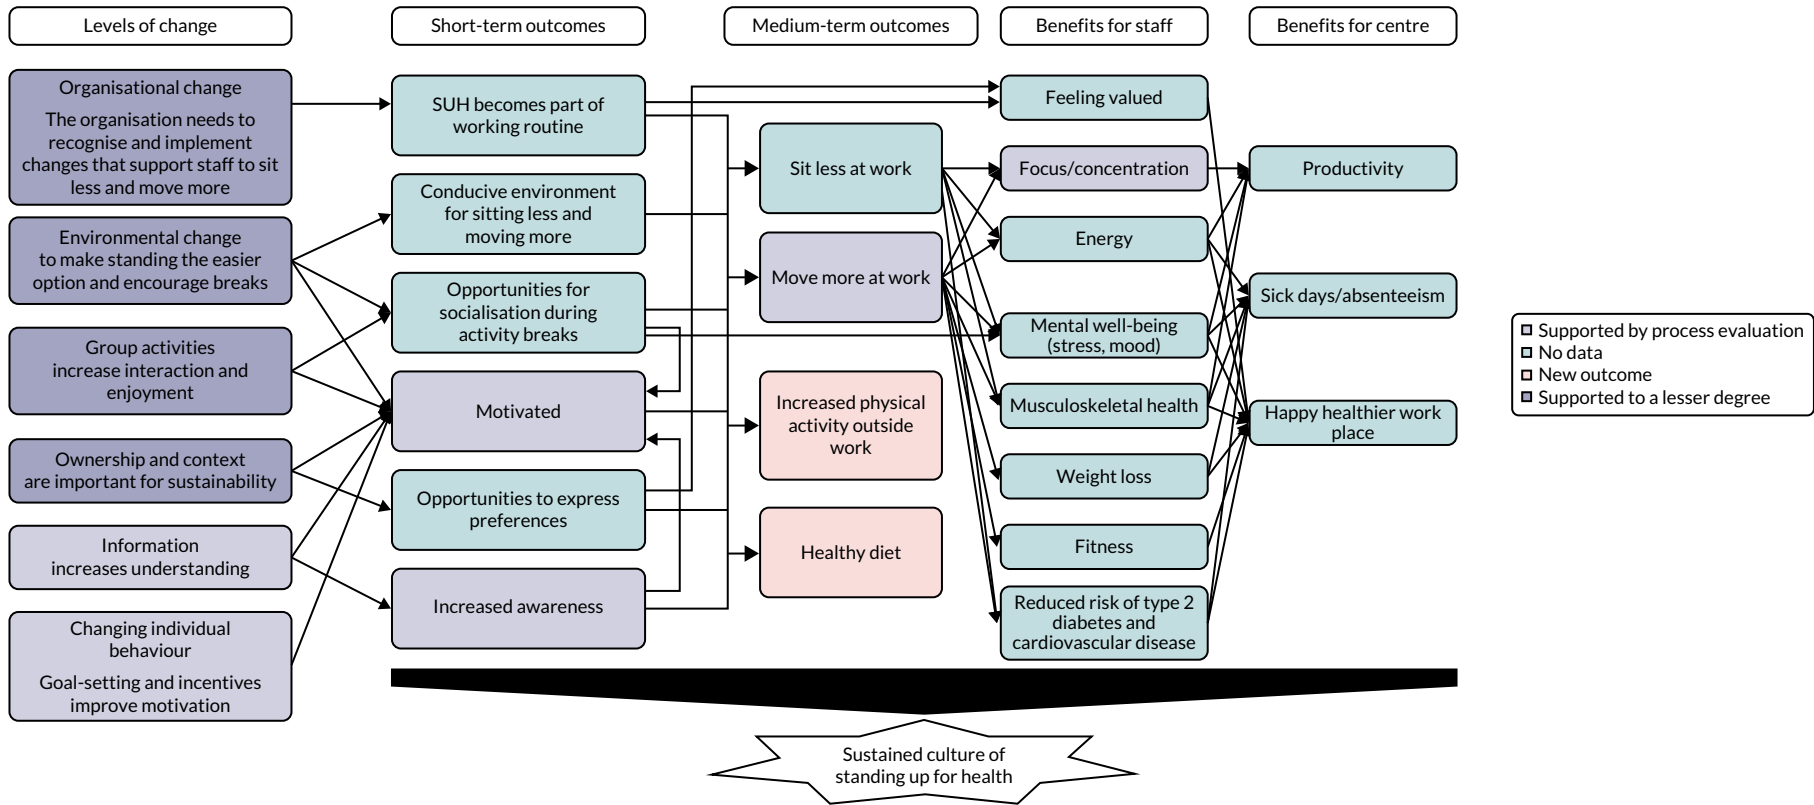 Levels of change
Short-term outcomes
Medium-term outcomes
Benefits for staff
Benefits for centre
Organisational change
The organisation needs to
recognise and implement
changes that support staff to sit
less and move more
Environmental change
to make standing the easier
option and encourage breaks
Group activities
increase interaction and
enjoyment
Ownership and context
are important for sustainability
Information
increases understanding
Changing individual
behaviour
Goal-setting and incentives
improve motivation
SUH becomes part of
working routine
Conducive environment
for sitting less and
moving more
Opportunities for
socialisation during
activity breaks
Motivated
Opportunities to express
preferences
Increased awareness
Sit less at work
Move more at work
Increased physical
activity outside
work
Healthy diet
Feeling valued
Focus/concentration
Energy
Mental well-being
(stress, mood)
Musculoskeletal health
Weight loss
Fitness
Reduced risk of type 2
diabetes and
cardiovascular disease
Productivity
Sick days/absenteeism
Happy healthier work
place
Supported by process evaluation
No data
New outcome
Supported to a lesser degree
Sustained culture of
standing up for health